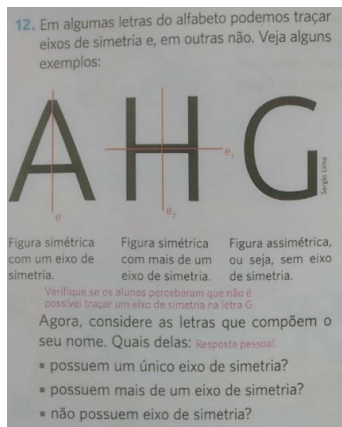 12. Em algumas letras do alfabeto podemos traçar
eixos de simetria e, em outras não. Veja alguns
exemplos:
A H G
e
e₁
e₂
Sergio Lima
Figura simétrica
com um eixo de
simetria.
Figura simétrica
com mais de um
eixo de simetria.
Figura assimétrica,
ou seja, sem eixo
de simetria.
Verifique se os alunos perceberam que não é
possível traçar um eixo de simetria na letra G.
Agora, considere as letras que compõem o
seu nome. Quais delas: Resposta pessoal.
▪ possuem um único eixo de simetria?
▪ possuem mais de um eixo de simetria?
▪ não possuem eixo de simetria?